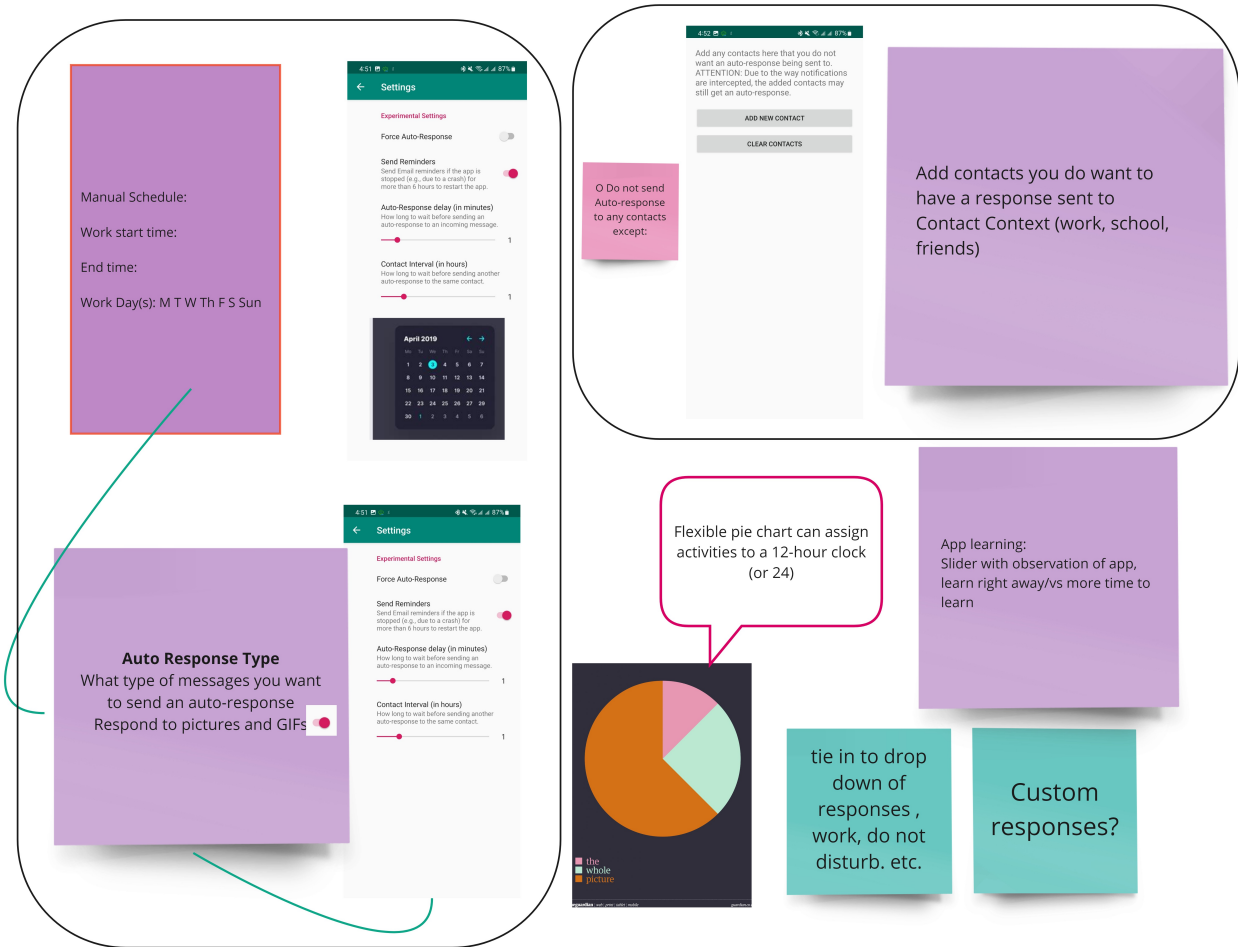 Manual Schedule:
Work start time:
End time:
Work Day(s): M T W Th F S Sun
4:51
87%
Settings
Experimental Settings
Force Auto-Response
Send Reminders
Send Email reminders if the app is
stopped (e.g., due to a crash) for
more than 6 hours to restart the app.
Auto-Response delay (in minutes)
How long to wait before sending an
auto-response to an incoming message.
1
Contact Interval (in hours)
How long to wait before sending another
auto-response to the same contact.
1
April 2019
Mo Tu We Th Fr Sa Su
1 2 3 4 5 6 7
8 9 10 11 12 13 14
15 16 17 18 19 20 21
22 23 24 25 26 27 29
30 1 2 3 4 5 6
Auto Response Type
What type of messages you want
to send an auto-response
Respond to pictures and GIFs
4:51
87%
Settings
Experimental Settings
Force Auto-Response
Send Reminders
Send Email reminders if the app is
stopped (e.g., due to a crash) for
more than 6 hours to restart the app.
Auto-Response delay (in minutes)
How long to wait before sending an
auto-response to an incoming message.
1
Contact Interval (in hours)
How long to wait before sending another
auto-response to the same contact.
1
O Do not send
Auto-response
to any contacts
except:
4:52
87%
Add any contacts here that you do not
want an auto-response being sent to.
ATTENTION: Due to the way notifications
are intercepted, the added contacts may
still get an auto-response.
ADD NEW CONTACT
CLEAR CONTACTS
Add contacts you do want to
have a response sent to
Contact Context (work, school,
friends)
Flexible pie chart can assign
activities to a 12-hour clock
(or 24)
the
whole
picture
App learning:
Slider with observation of app,
learn right away/vs more time to
learn
tie in to drop
down of
responses ,
work, do not
disturb. etc.
Custom
responses?